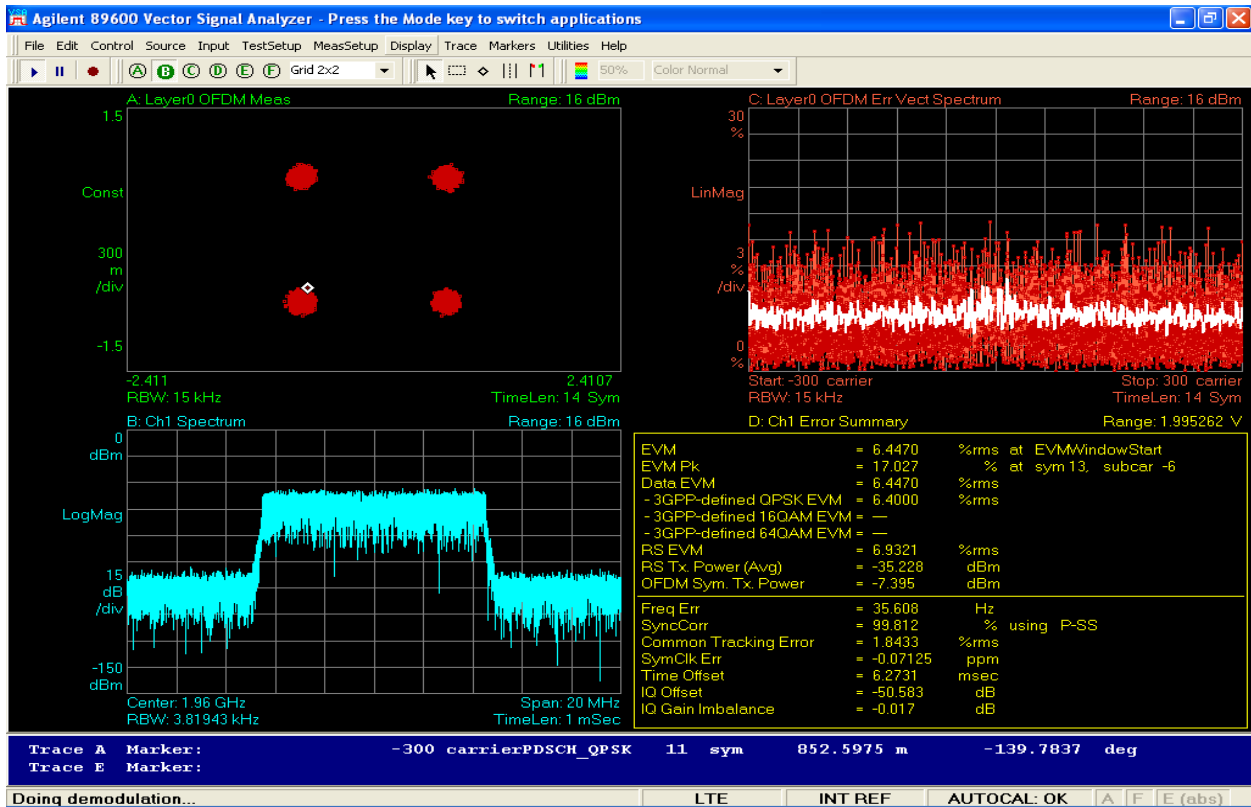 Agilent 89600 Vector Signal Analyzer - Press the Mode key to switch applications
File Edit Control Source Input TestSetup MeasSetup Display Trace Markers Utilities Help
A B C D E F Grid 2x2 50% Color Normal
A: Layer0 OFDM Meas Range: 16 dBm
1.5
Const
300
m
/div
-1.5
-2.411 2.4107
RBW: 15 kHz TimeLen: 14 Sym
C: Layer0 OFDM Err Vect Spectrum Range: 16 dBm
30
%
LinMag
3
%
/div
0
%
Start: -300 carrier Stop: 300 carrier
RBW: 15 kHz TimeLen: 14 Sym
B: Ch1 Spectrum Range: 16 dBm
0
dBm
LogMag
15
dB
/div
-150
dBm
Center: 1.96 GHz Span: 20 MHz
RBW: 3.81943 kHz TimeLen: 1 mSec
D: Ch1 Error Summary Range: 1.995262 V
EVM = 6.4470 %rms at EVMWindowStart
EVM Pk = 17.027 % at sym 13, subcar -6
Data EVM = 6.4470 %rms
- 3GPP-defined QPSK EVM = 6.4000 %rms
- 3GPP-defined 16QAM EVM = —
- 3GPP-defined 64QAM EVM = —
RS EVM = 6.9321 %rms
RS Tx. Power (Avg) = -35.228 dBm
OFDM Sym. Tx. Power = -7.395 dBm
Freq Err = 35.608 Hz
SyncCorr = 99.812 % using P-SS
Common Tracking Error = 1.8433 %rms
SymClk Err = -0.07125 ppm
Time Offset = 6.2731 msec
IQ Offset = -50.583 dB
IQ Gain Imbalance = -0.017 dB
Trace A Marker: -300 carrierPDSCH_QPSK 11 sym 852.5975 m -139.7837 deg
Trace E Marker:
Doing demodulation... LTE INT REF AUTOCAL: OK A F E (abs)